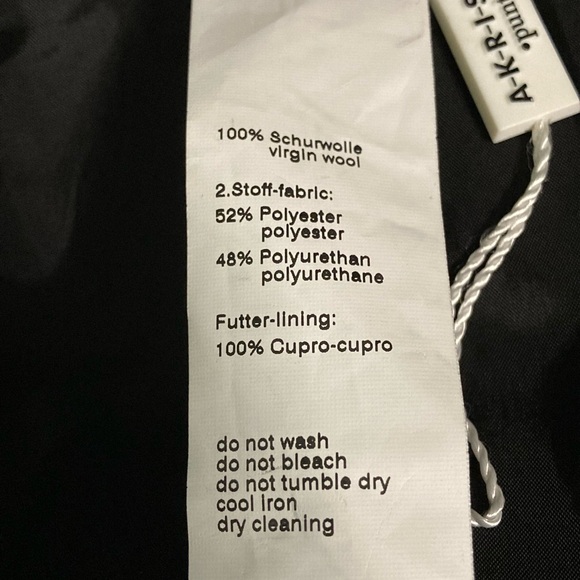 A-K-R-I-S
100% Schurwolle
virgin wool
2.Stoff-fabric:
52% Polyester
polyester
48% Polyurethan
polyurethane
Futter-lining:
100% Cupro-cupro
do not wash
do not bleach
do not tumble dry
cool iron
dry cleaning